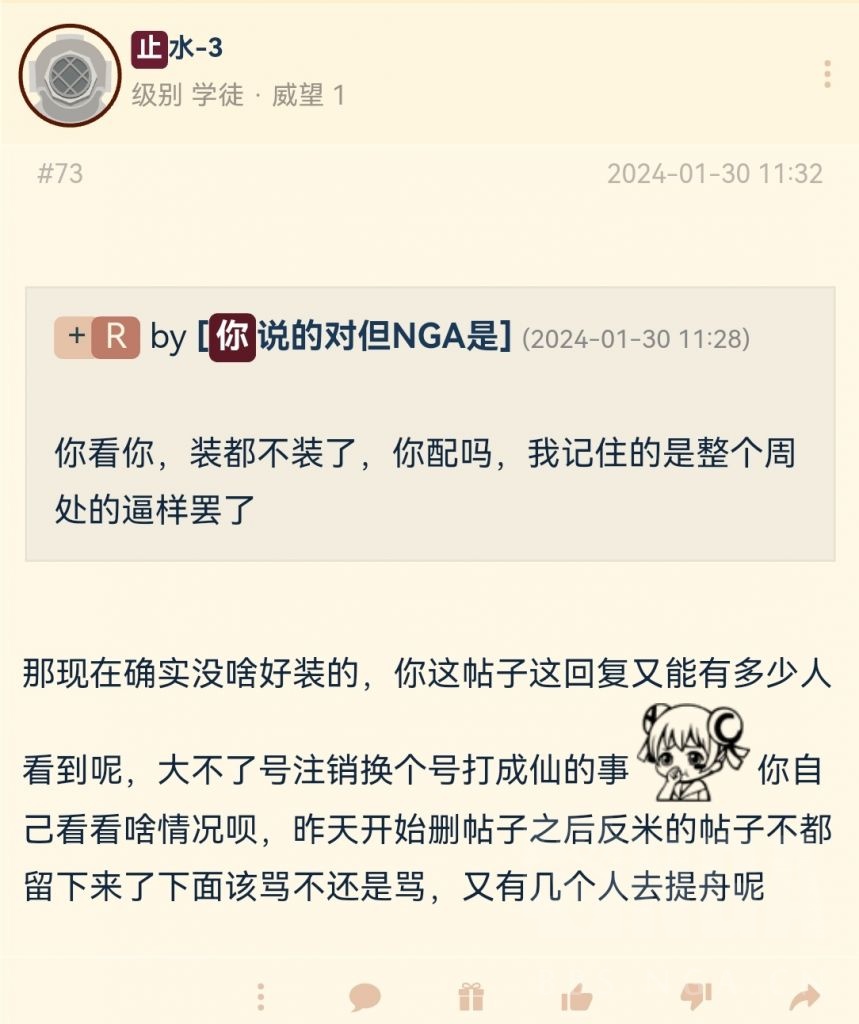 止水-3
级别 学徒 · 威望 1
#73
2024-01-30 11:32
+ R by [你说的对但NGA是] (2024-01-30 11:28)
你看你，装都不装了，你配吗，我记住的是整个周
处的逼样罢了
那现在确实没啥好装的，你这帖子这回复又能有多少人
看到呢，大不了号注销换个号打成仙的事 你自
己看看啥情况呗，昨天开始删帖子之后反米的帖子不都
留下来了下面该骂不还是骂，又有几个人去提舟呢